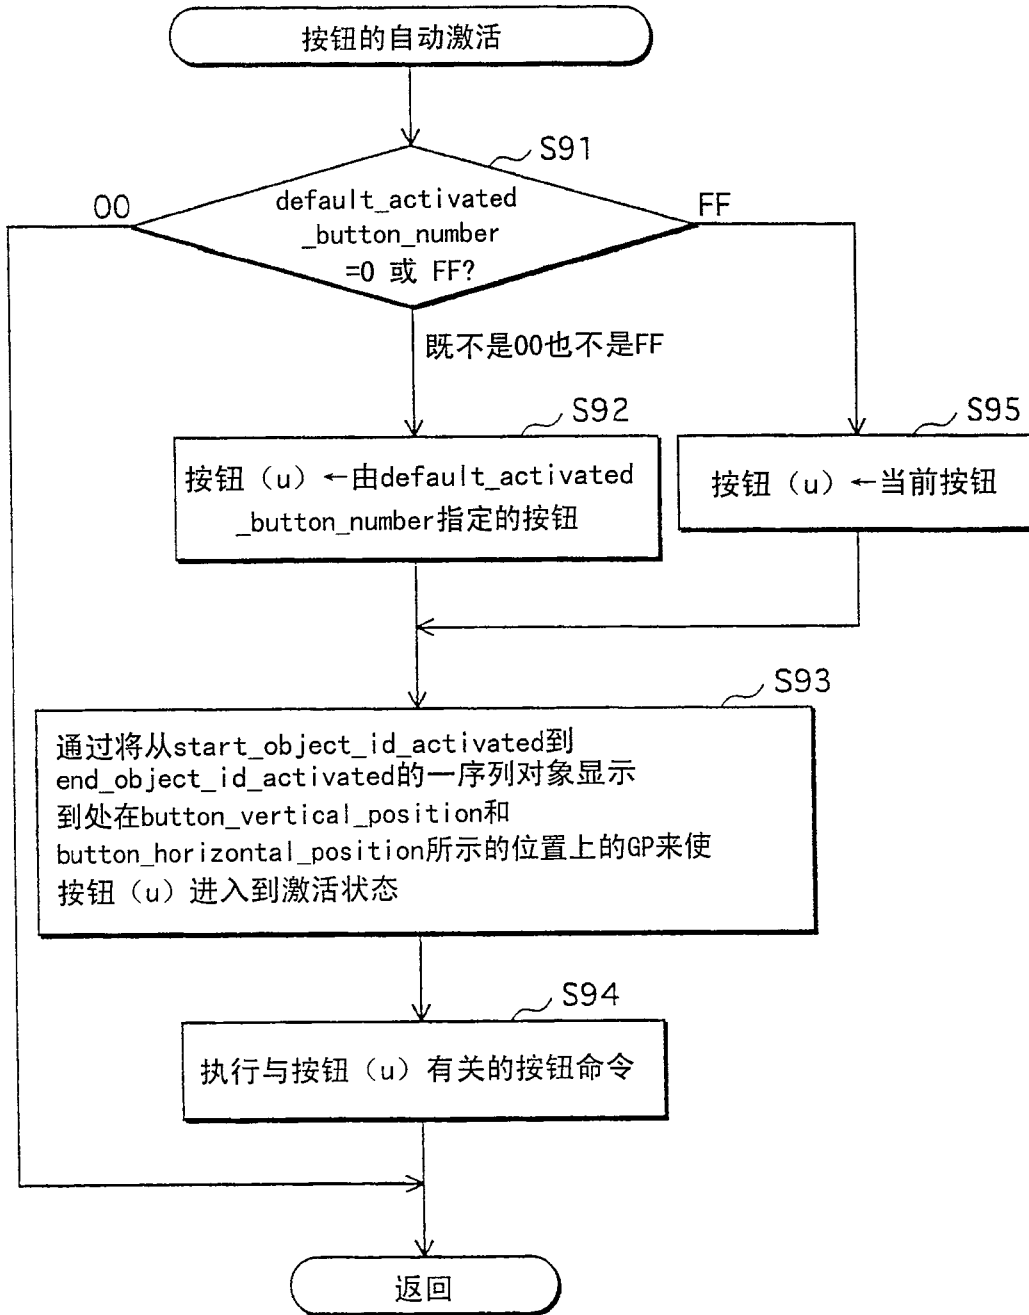 按钮的自动激活
S91
00
default_activated
_button_number
=0 或 FF?
FF
既不是00也不是FF
S92
按钮（u）←由default_activated
_button_number指定的按钮
S95
按钮（u）←当前按钮
S93
通过将从start_object_id_activated到
end_object_id_activated的一序列对象显示
到处在button_vertical_position和
button_horizontal_position所示的位置上的GP来使
按钮（u）进入到激活状态
S94
执行与按钮（u）有关的按钮命令
返回